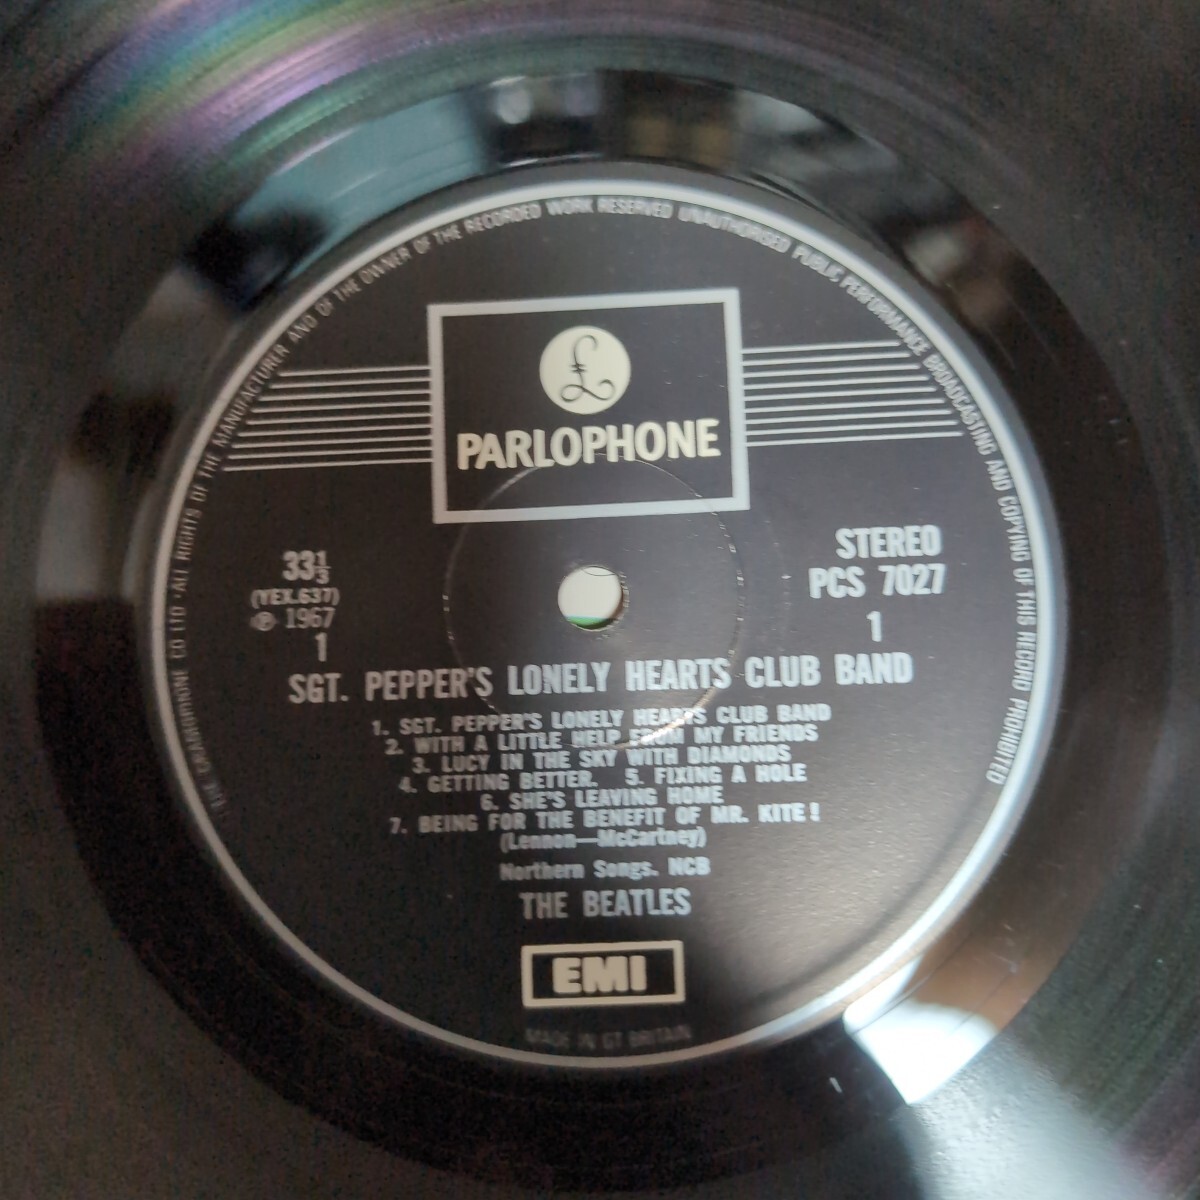 THE GRAMOPHONE CO LTD · ALL RIGHTS OF THE MANUFACTURER AND OF THE OWNER OF THE RECORDED WORK RESERVED UNAUTHORISED PUBLIC PERFORMANCE BROADCASTING AND COPYING OF THIS RECORD PROHIBITED
£
PARLOPHONE
33⅓
(YEX.637)
℗ 1967
1
STEREO
PCS 7027
1
SGT. PEPPER'S LONELY HEARTS CLUB BAND
1. SGT. PEPPER'S LONELY HEARTS CLUB BAND
2. WITH A LITTLE HELP FROM MY FRIENDS
3. LUCY IN THE SKY WITH DIAMONDS
4. GETTING BETTER. 5. FIXING A HOLE
6. SHE'S LEAVING HOME
7. BEING FOR THE BENEFIT OF MR. KITE!
(Lennon—McCartney)
Northern Songs. NCB
THE BEATLES
EMI
MADE IN GT BRITAIN